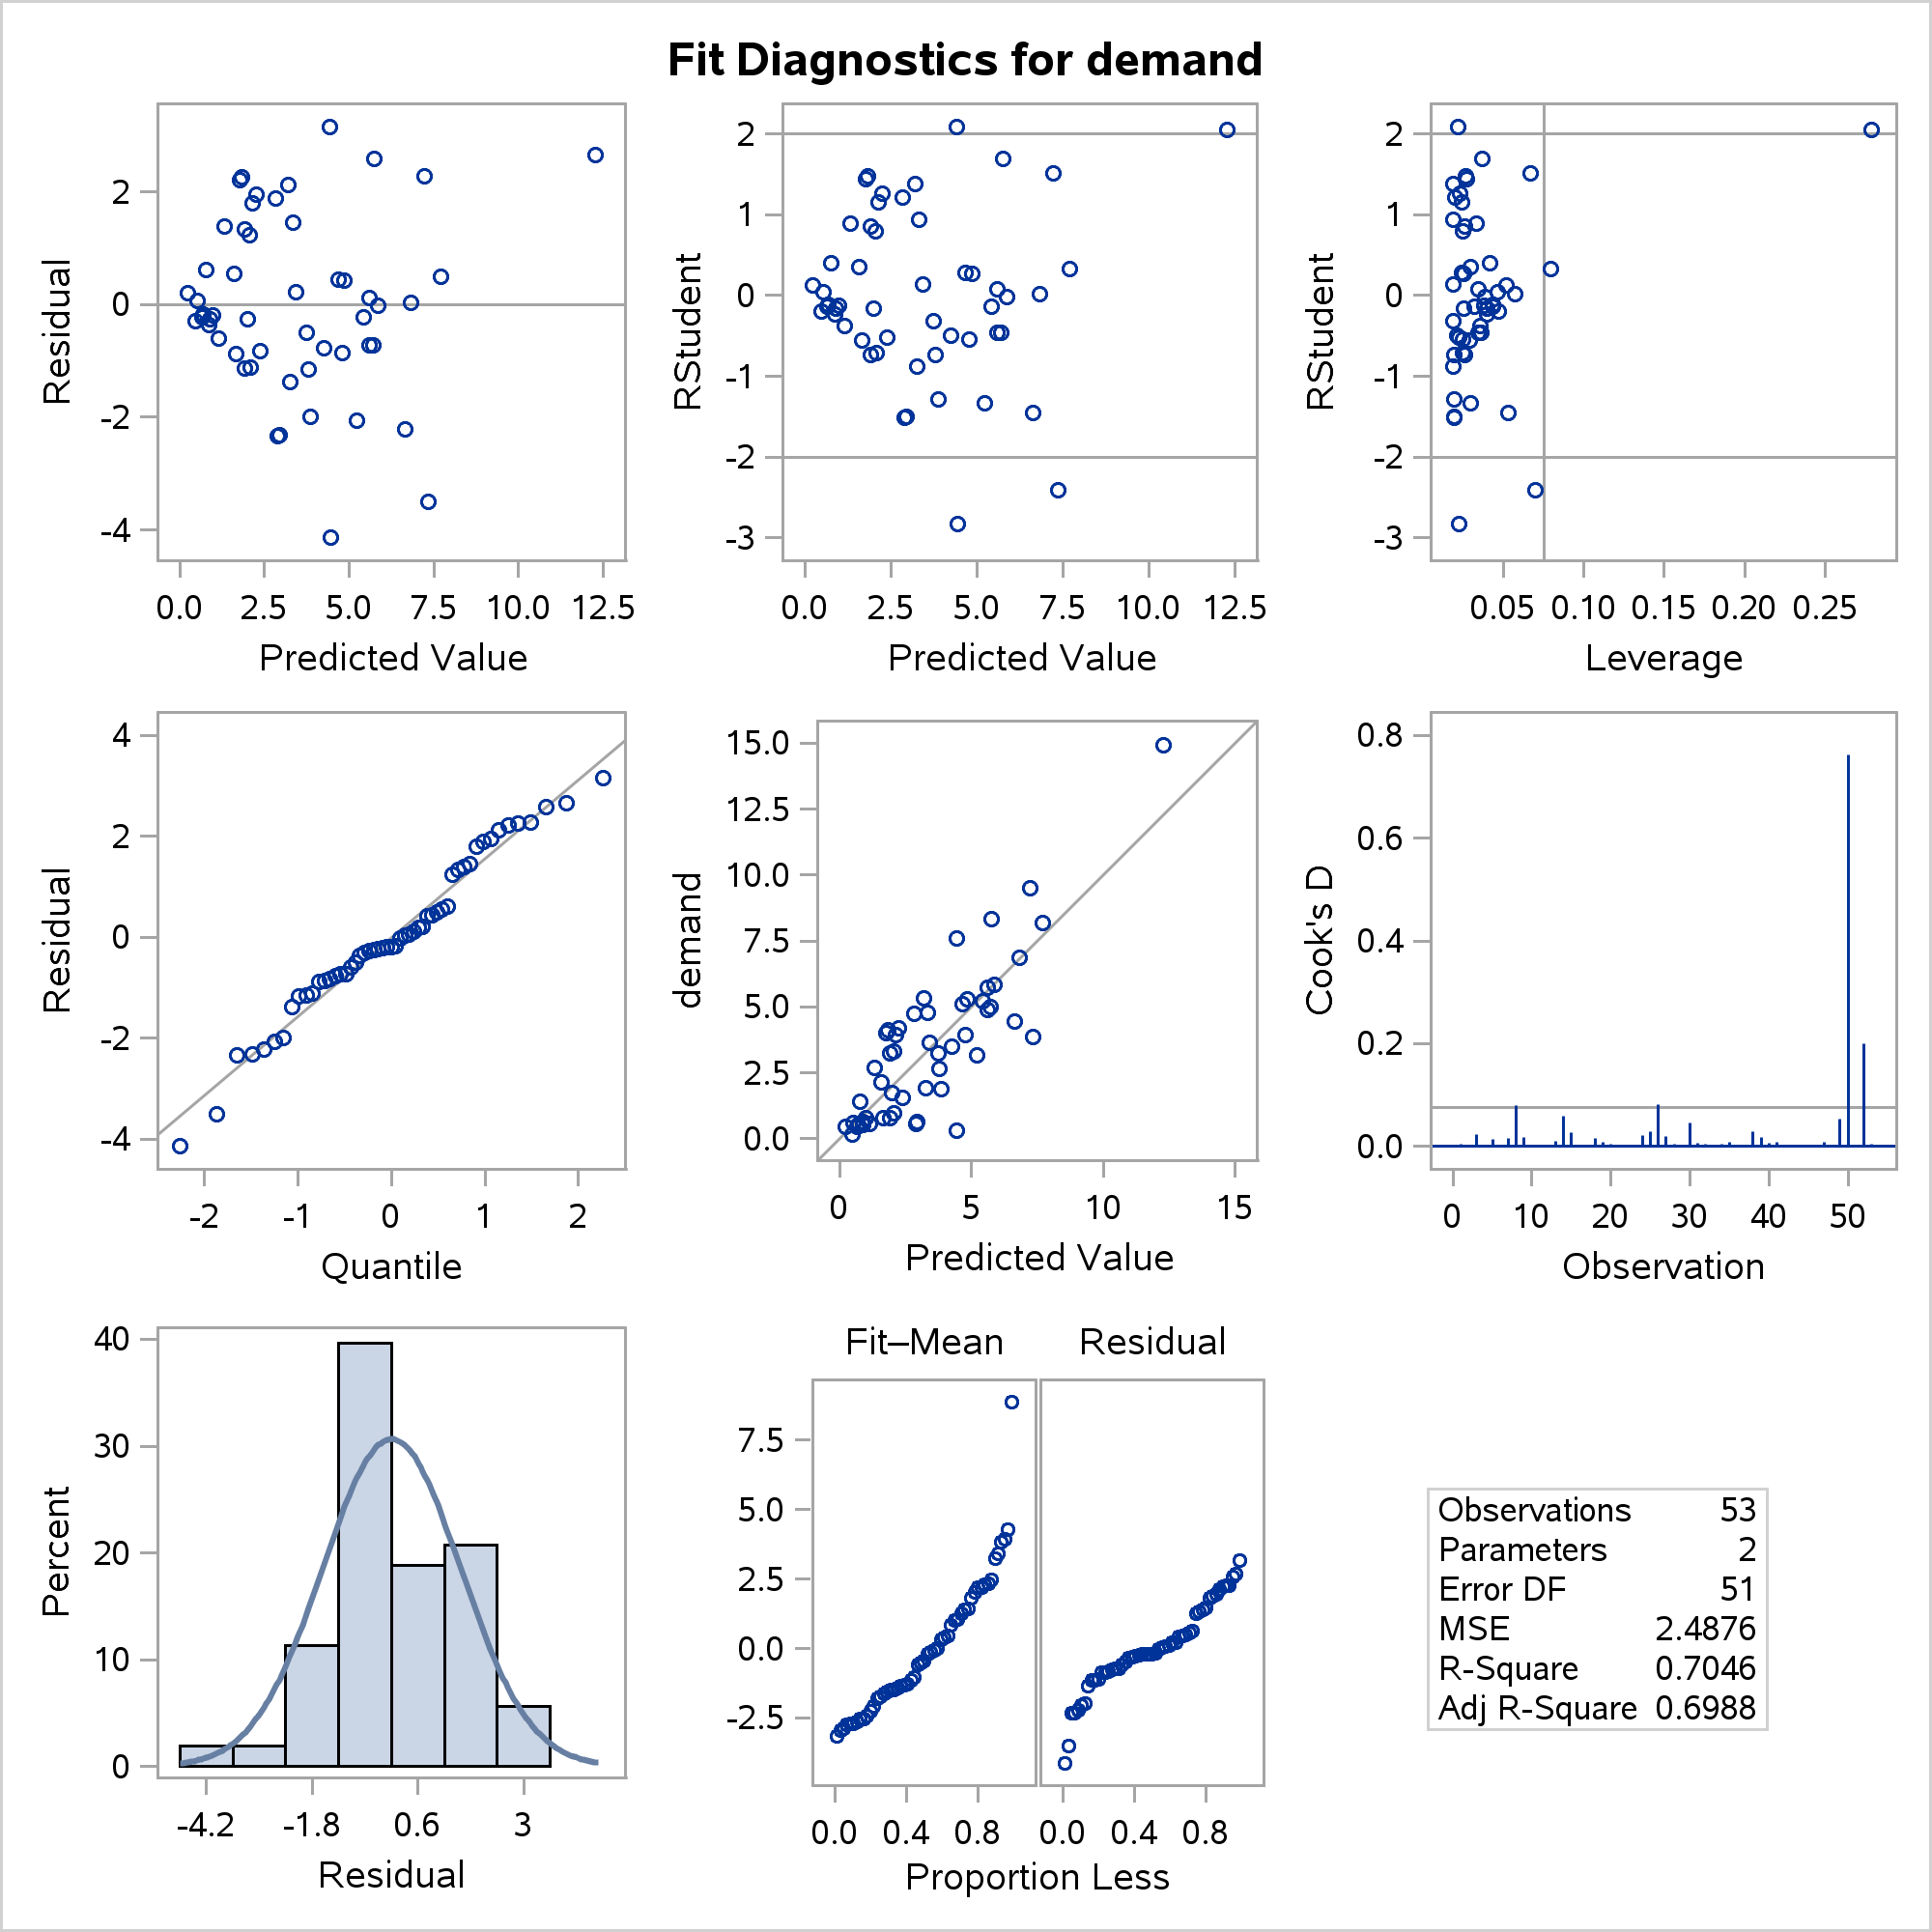 Fit Diagnostics for demand
Residual
2
0
-2
-4
0.0 2.5 5.0 7.5 10.0 12.5
Predicted Value
RStudent
2
1
0
-1
-2
-3
0.0 2.5 5.0 7.5 10.0 12.5
Predicted Value
RStudent
2
1
0
-1
-2
-3
0.05 0.10 0.15 0.20 0.25
Leverage
Residual
4
2
0
-2
-4
-2 -1 0 1 2
Quantile
demand
15.0
12.5
10.0
7.5
5.0
2.5
0.0
0 5 10 15
Predicted Value
Cook's D
0.8
0.6
0.4
0.2
0.0
0 10 20 30 40 50
Observation
Percent
40
30
20
10
0
-4.2 -1.8 0.6 3
Residual
Fit–Mean Residual
7.5
5.0
2.5
0.0
-2.5
0.0 0.4 0.8 0.0 0.4 0.8
Proportion Less
Observations 53
Parameters 2
Error DF 51
MSE 2.4876
R-Square 0.7046
Adj R-Square 0.6988